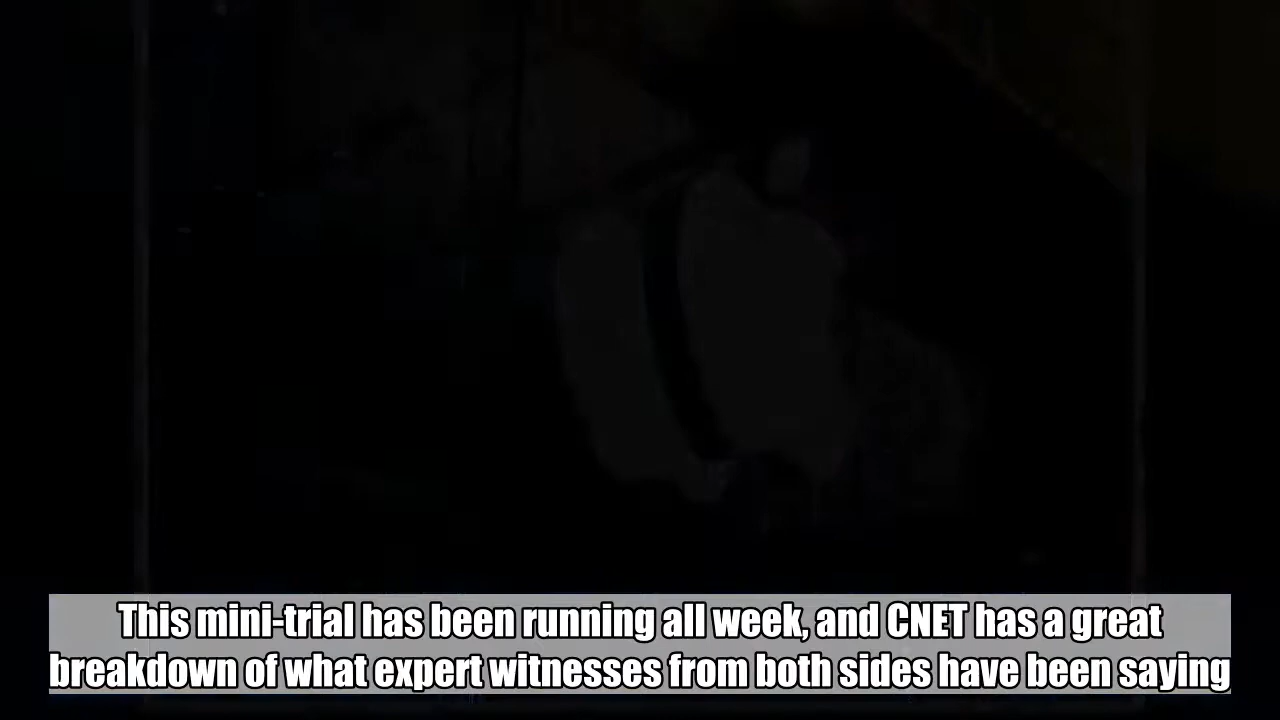 This mini-trial has been running all week, and CNET has a great
breakdown of what expert witnesses from both sides have been saying